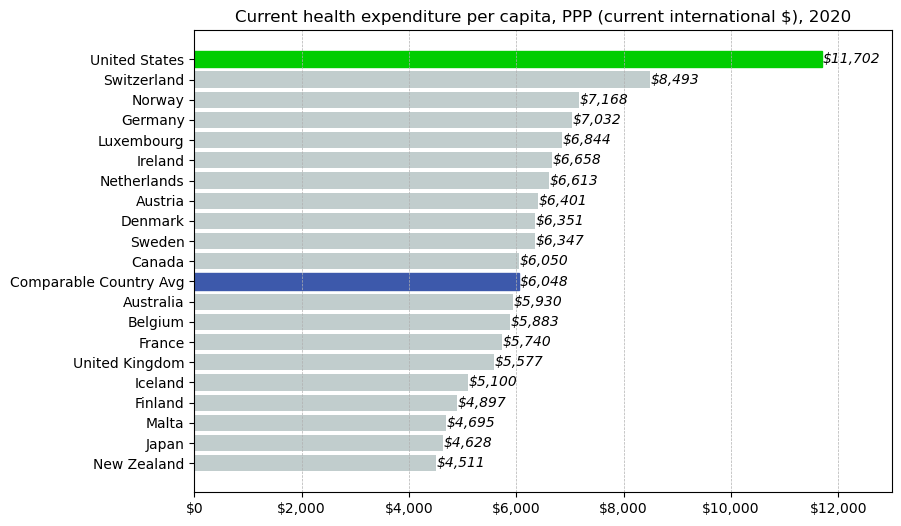 Current health expenditure per capita, PPP (current international $), 2020
United States $11,702
Switzerland $8,493
Norway $7,168
Germany $7,032
Luxembourg $6,844
Ireland $6,658
Netherlands $6,613
Austria $6,401
Denmark $6,351
Sweden $6,347
Canada $6,050
Comparable Country Avg $6,048
Australia $5,930
Belgium $5,883
France $5,740
United Kingdom $5,577
Iceland $5,100
Finland $4,897
Malta $4,695
Japan $4,628
New Zealand $4,511
$0 $2,000 $4,000 $6,000 $8,000 $10,000 $12,000